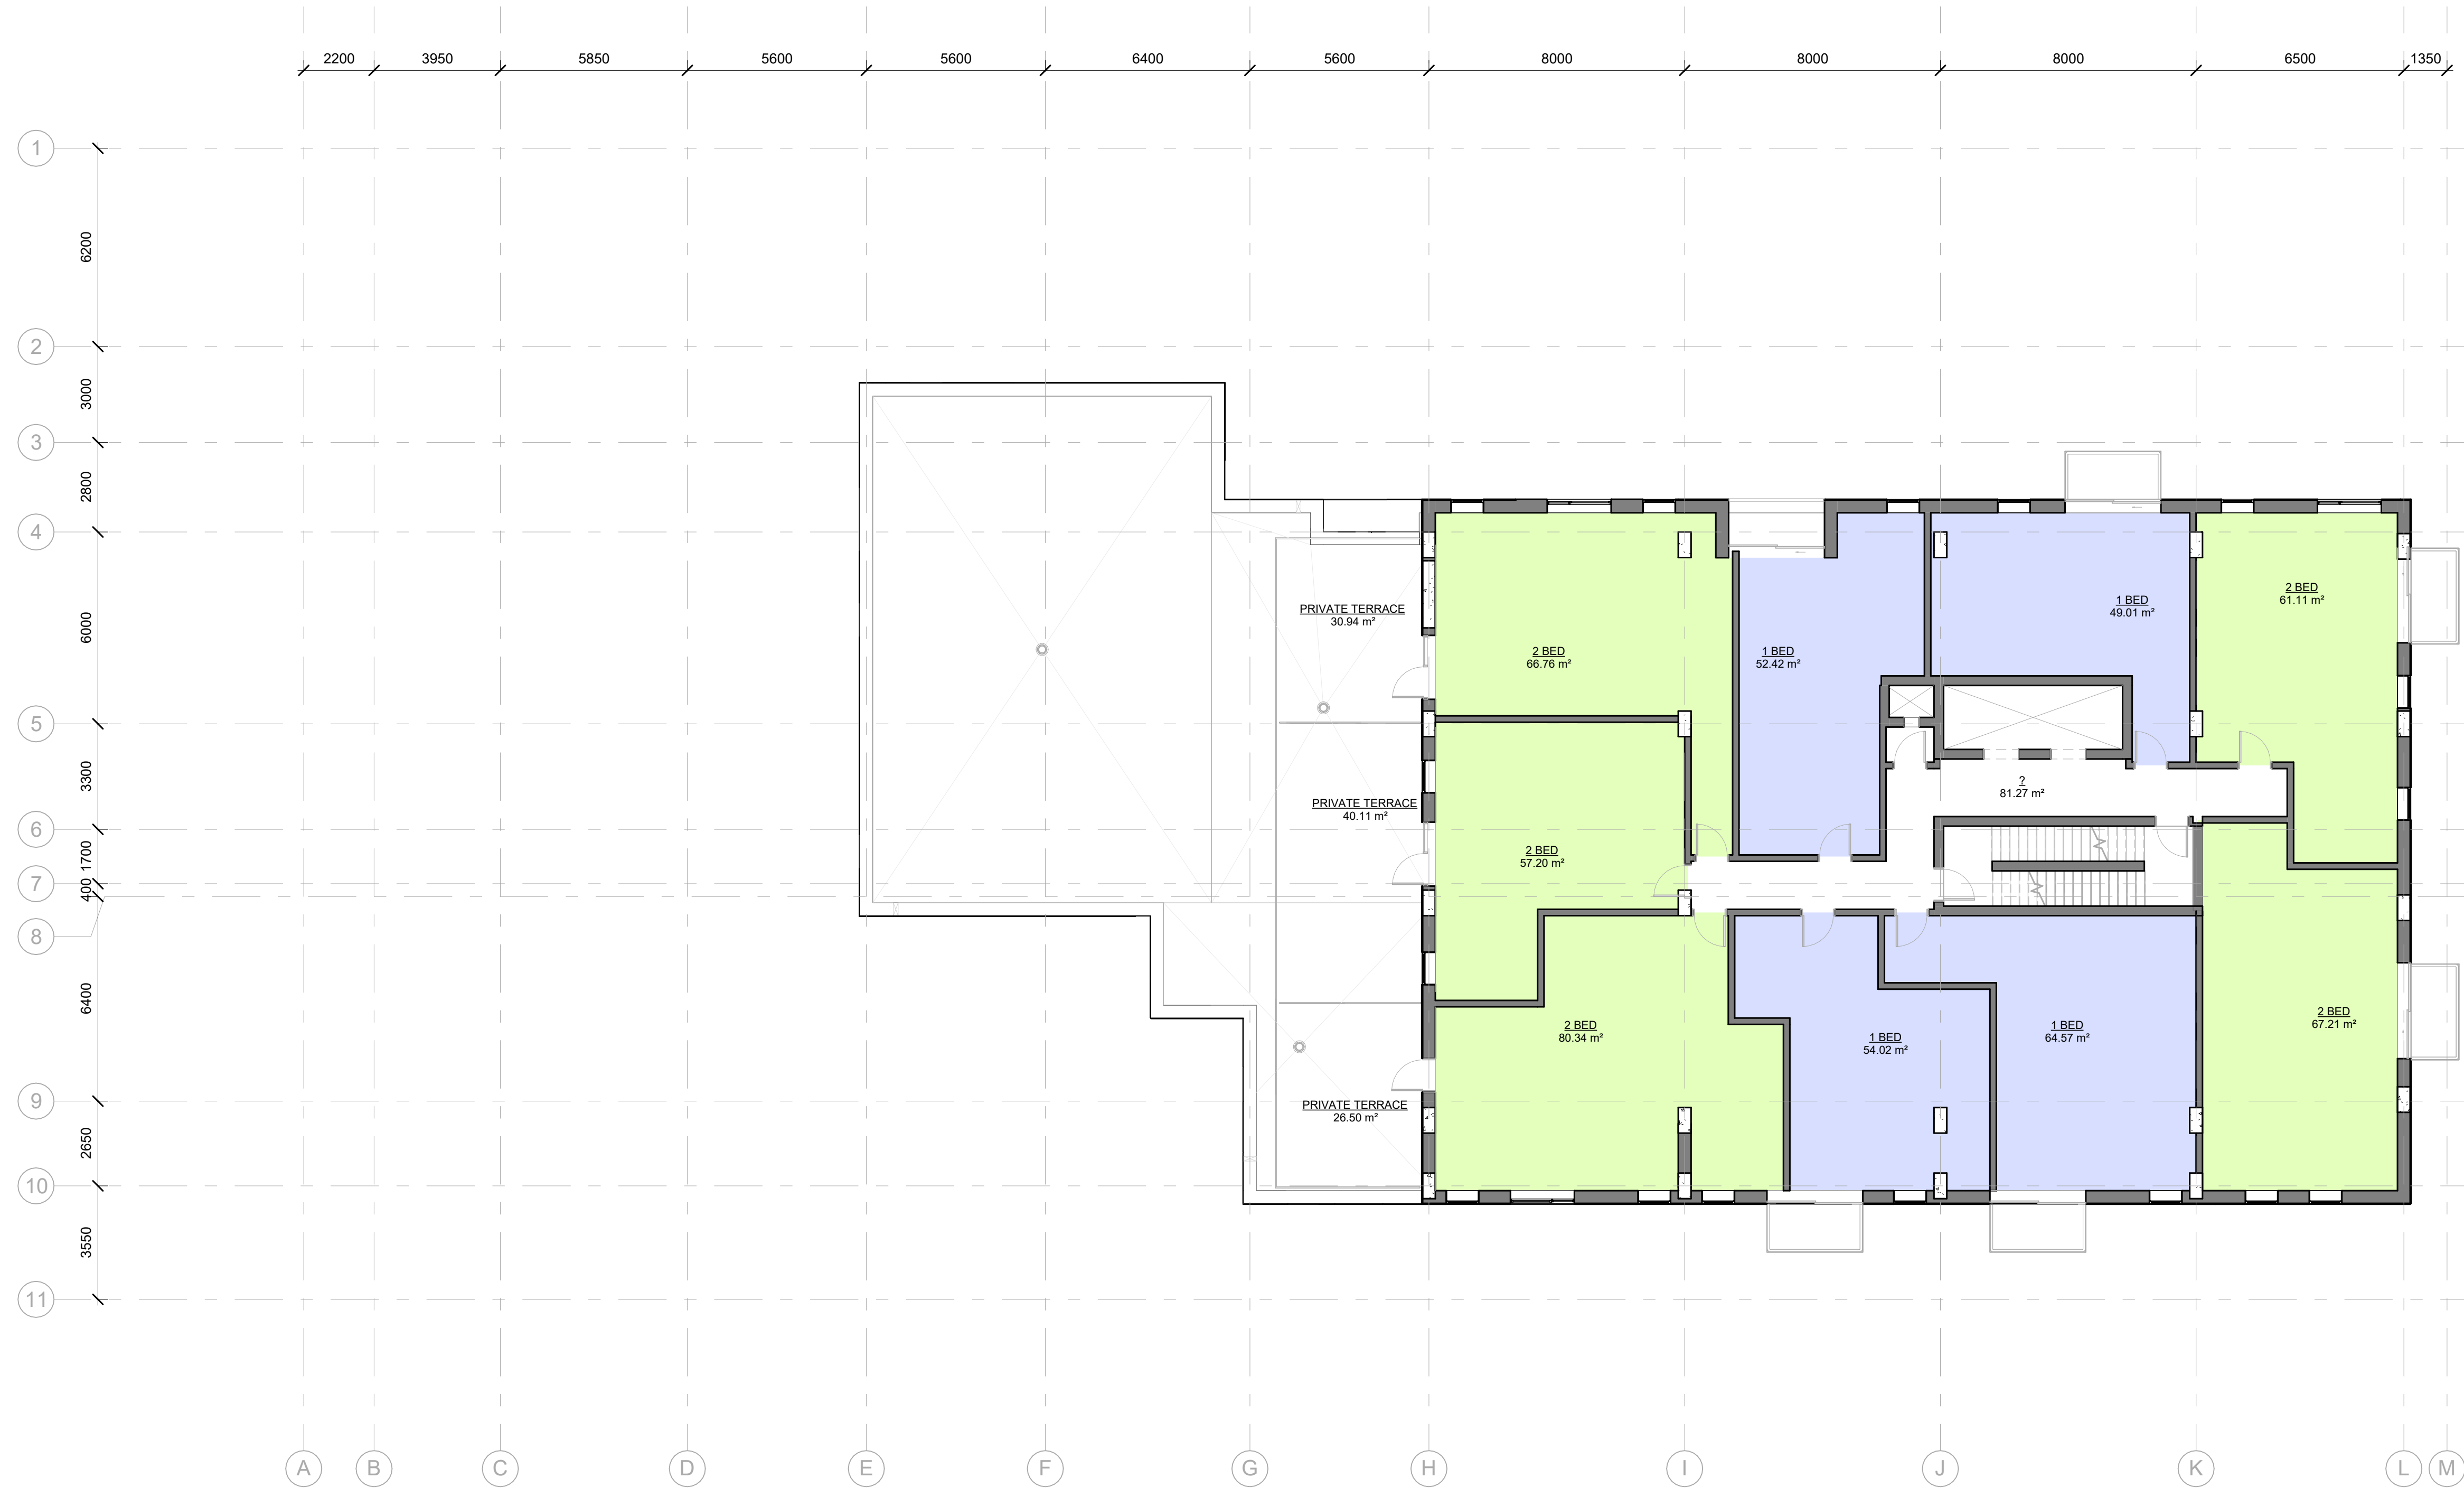 2200 3950 5850 5600 5600 6400 5600 8000 8000 8000 6500 1350
1
6200
2
3000
3
2800
4
6000
5
3300
6
1700
7
400
8
6400
9
2650
10
3550
11
2 BED
61.11 m²
1 BED
49.01 m²
PRIVATE TERRACE
30.94 m²
2 BED
66.76 m²
1 BED
52.42 m²
?
81.27 m²
PRIVATE TERRACE
40.11 m²
2 BED
57.20 m²
2 BED
80.34 m²
1 BED
54.02 m²
1 BED
64.57 m²
2 BED
67.21 m²
PRIVATE TERRACE
26.50 m²
A B C D E F G H I J K L M